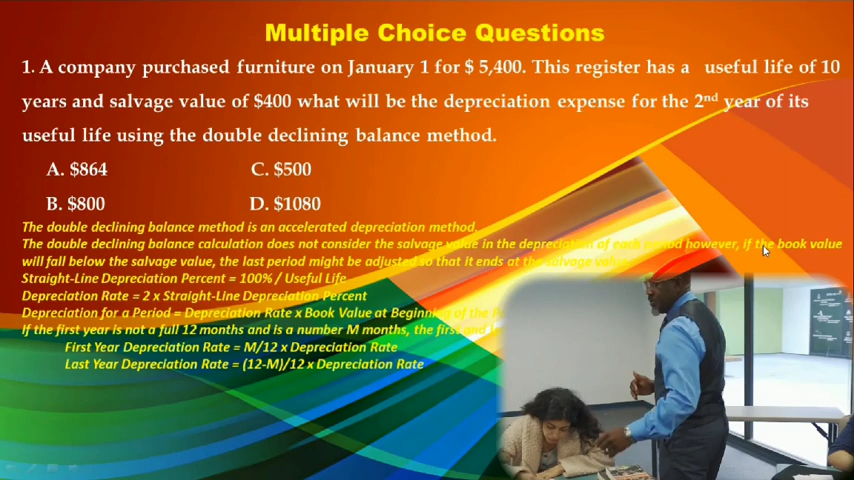 Multiple Choice Questions
1. A company purchased furniture on January 1 for $ 5,400. This register has a useful life of 10
years and salvage value of $400 what will be the depreciation expense for the 2nd year of its
useful life using the double declining balance method.
A. $864 C. $500
B. $800 D. $1080
The double declining balance method is an accelerated depreciation method.
The double declining balance calculation does not consider the salvage value in the depreciation of each period however, if the book value
will fall below the salvage value, the last period might be adjusted so that it ends at the salvage value.
Straight-Line Depreciation Percent = 100% / Useful Life
Depreciation Rate = 2 x Straight-Line Depreciation Percent
Depreciation for a Period = Depreciation Rate x Book Value at Beginning of the
If the first year is not a full 12 months and is a number M months, the first and
First Year Depreciation Rate = M/12 x Depreciation Rate
Last Year Depreciation Rate = (12-M)/12 x Depreciation Rate